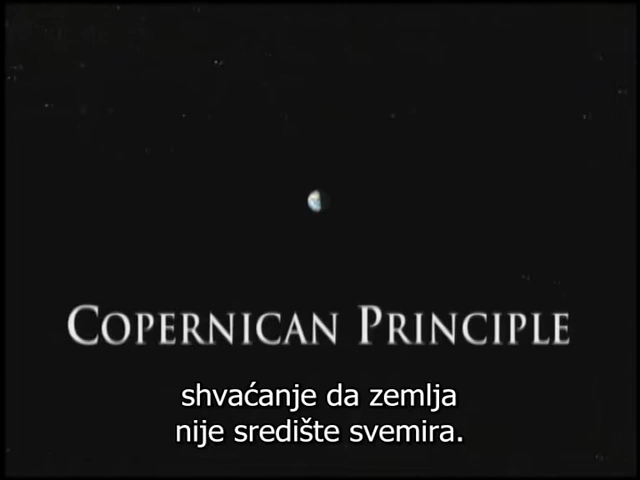 COPERNICAN PRINCIPLE
shvaćanje da zemlja
nije središte svemira.